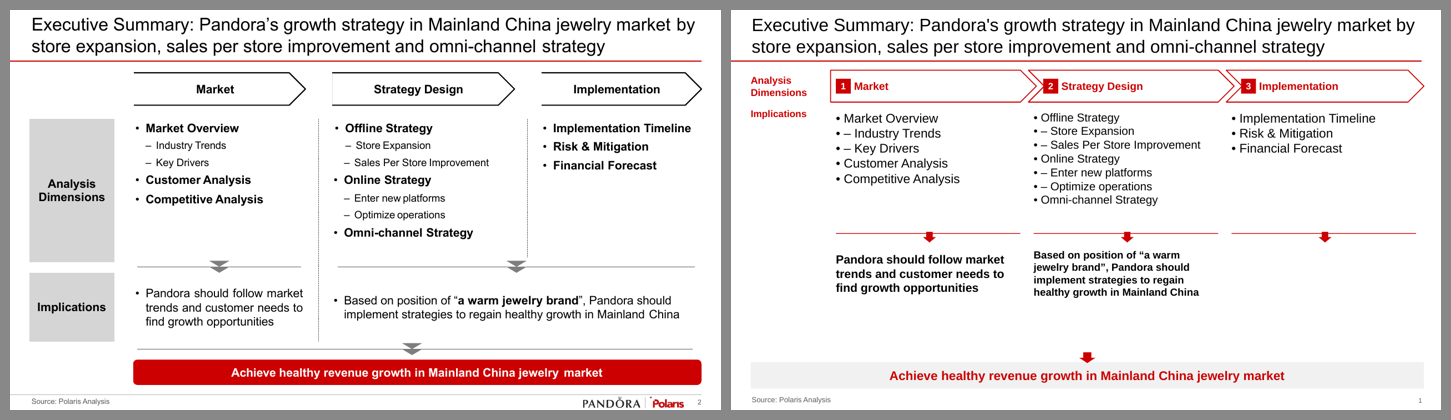 Executive Summary: Pandora’s growth strategy in Mainland China jewelry market by
store expansion, sales per store improvement and omni-channel strategy
Market
Strategy Design
Implementation
Analysis
Dimensions
• Market Overview
– Industry Trends
– Key Drivers
• Customer Analysis
• Competitive Analysis
• Offline Strategy
– Store Expansion
– Sales Per Store Improvement
• Online Strategy
– Enter new platforms
– Optimize operations
• Omni-channel Strategy
• Implementation Timeline
• Risk & Mitigation
• Financial Forecast
Implications
• Pandora should follow market
trends and customer needs to
find growth opportunities
• Based on position of “a warm jewelry brand”, Pandora should
implement strategies to regain healthy growth in Mainland China
Achieve healthy revenue growth in Mainland China jewelry market
Source: Polaris Analysis
PANDÖRA | Polaris 2
Executive Summary: Pandora's growth strategy in Mainland China jewelry market by
store expansion, sales per store improvement and omni-channel strategy
Analysis
Dimensions
Implications
1 Market
2 Strategy Design
3 Implementation
• Market Overview
• – Industry Trends
• – Key Drivers
• Customer Analysis
• Competitive Analysis
• Offline Strategy
• – Store Expansion
• – Sales Per Store Improvement
• Online Strategy
• – Enter new platforms
• – Optimize operations
• Omni-channel Strategy
• Implementation Timeline
• Risk & Mitigation
• Financial Forecast
Pandora should follow market
trends and customer needs to
find growth opportunities
Based on position of “a warm
jewelry brand”, Pandora should
implement strategies to regain
healthy growth in Mainland China
Achieve healthy revenue growth in Mainland China jewelry market
Source: Polaris Analysis
1